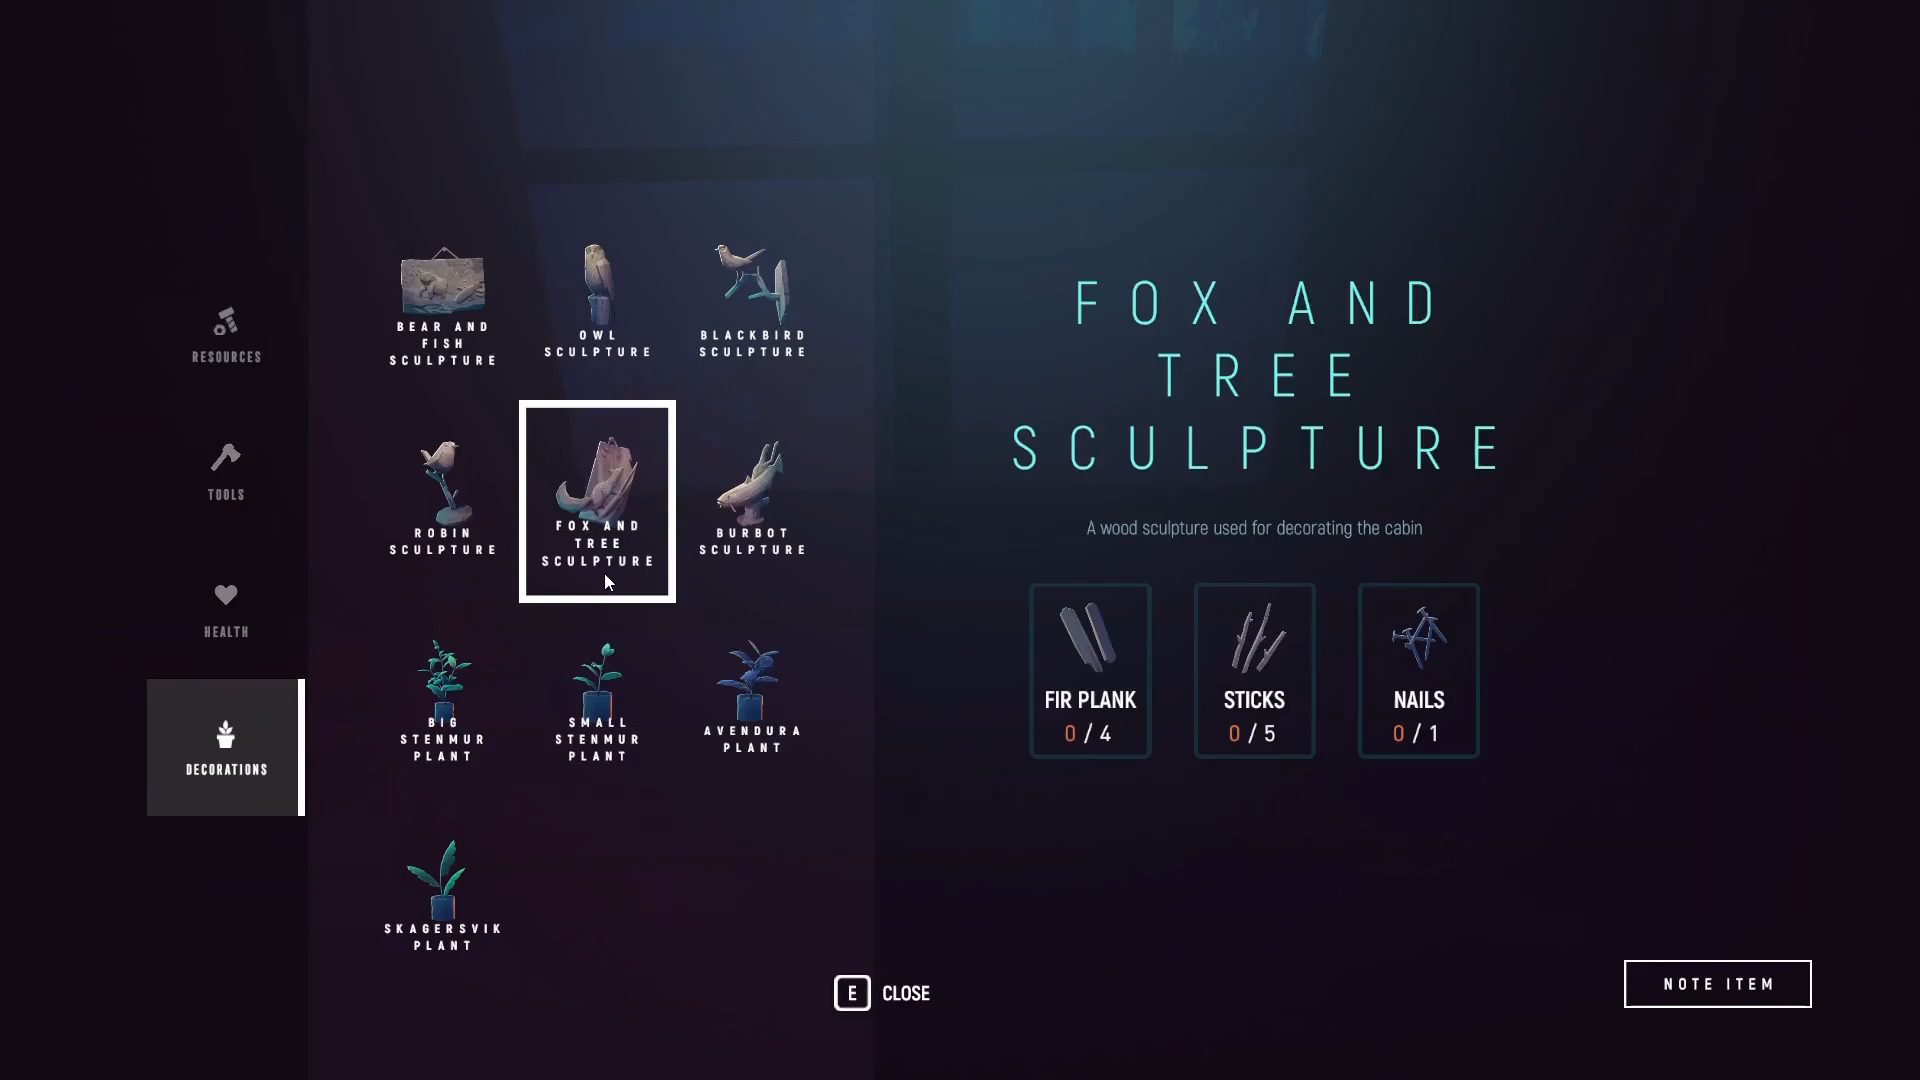 RESOURCES
TOOLS
HEALTH
DECORATIONS
BEAR AND
FISH
SCULPTURE
OWL
SCULPTURE
BLACKBIRD
SCULPTURE
ROBIN
SCULPTURE
FOX AND
TREE
SCULPTURE
BURBOT
SCULPTURE
BIG
STENMUR
PLANT
SMALL
STENMUR
PLANT
AVENDURA
PLANT
SKAGERSVIK
PLANT
FOX AND
TREE
SCULPTURE
A wood sculpture used for decorating the cabin
FIR PLANK
0 / 4
STICKS
0 / 5
NAILS
0 / 1
E CLOSE
NOTE ITEM